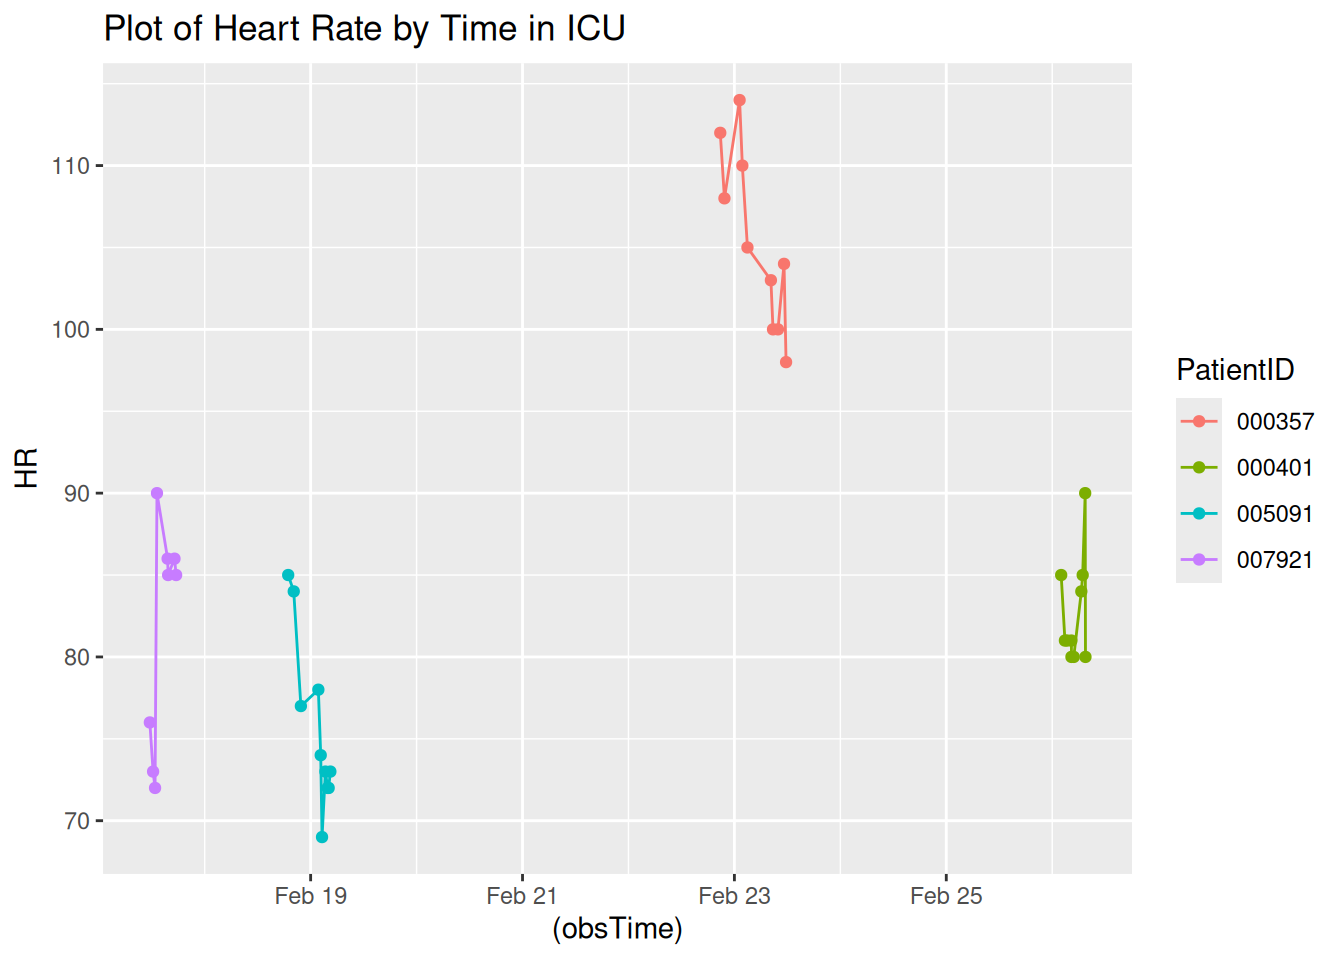 Plot of Heart Rate by Time in ICU
110
100
90
80
70
HR
Feb 19
Feb 21
Feb 23
Feb 25
(obsTime)
PatientID
000357
000401
005091
007921